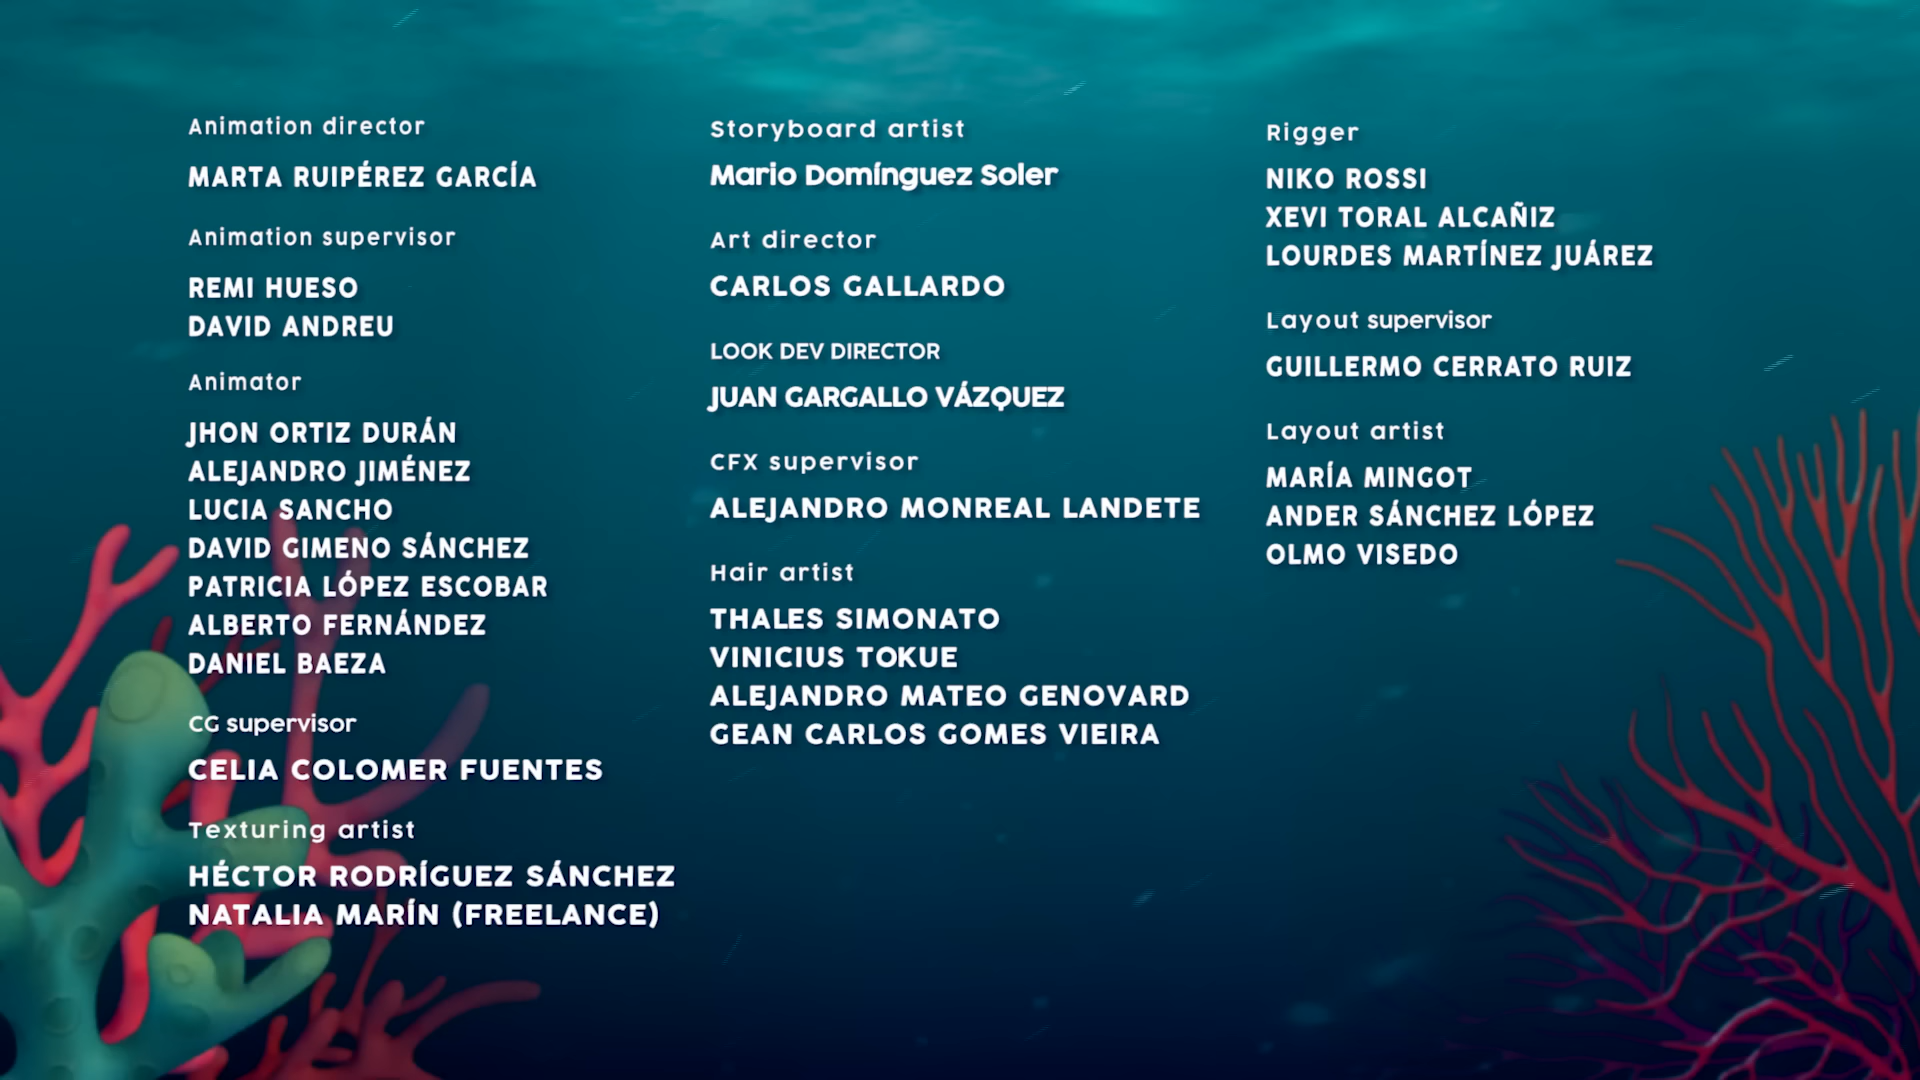 Animation director
MARTA RUIPÉREZ GARCÍA
Animation supervisor
REMI HUESO
DAVID ANDREU
Animator
JHON ORTIZ DURÁN
ALEJANDRO JIMÉNEZ
LUCIA SANCHO
DAVID GIMENO SÁNCHEZ
PATRICIA LÓPEZ ESCOBAR
ALBERTO FERNÁNDEZ
DANIEL BAEZA
CG supervisor
CELIA COLOMER FUENTES
Texturing artist
HÉCTOR RODRÍGUEZ SÁNCHEZ
NATALIA MARÍN (FREELANCE)
Storyboard artist
Mario Domínguez Soler
Art director
CARLOS GALLARDO
LOOK DEV DIRECTOR
JUAN GARGALLO VÁZQUEZ
CFX supervisor
ALEJANDRO MONREAL LANDETE
Hair artist
THALES SIMONATO
VINICIUS TOKUE
ALEJANDRO MATEO GENOVARD
GEAN CARLOS GOMES VIEIRA
Rigger
NIKO ROSSI
XEVI TORAL ALCAÑIZ
LOURDES MARTÍNEZ JUÁREZ
Layout supervisor
GUILLERMO CERRATO RUIZ
Layout artist
MARÍA MINGOT
ANDER SÁNCHEZ LÓPEZ
OLMO VISEDO